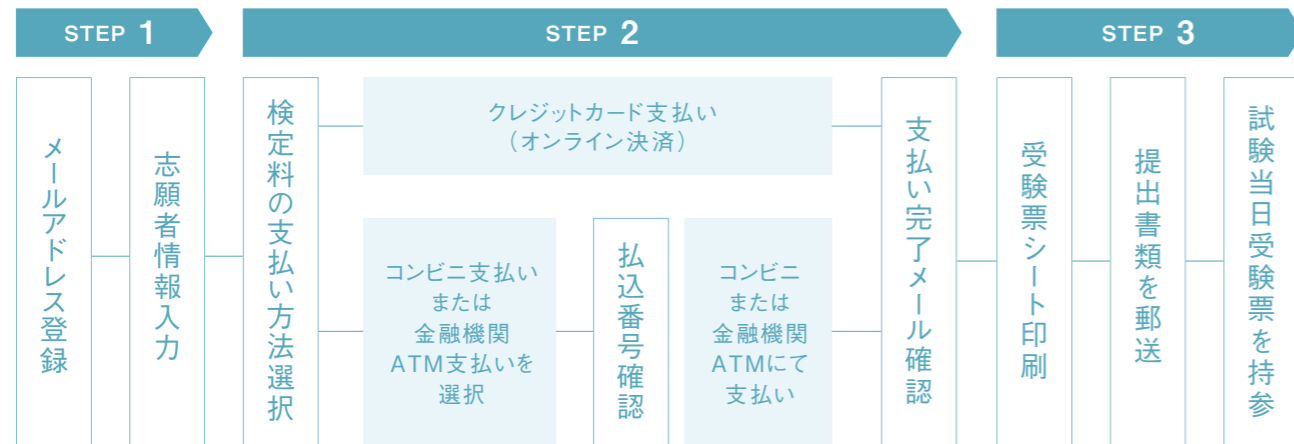 STEP 1
STEP 2
STEP 3
メールアドレス登録
志願者情報入力
検定料の支払い方法選択
クレジットカード支払い
（オンライン決済）
コンビニ支払い
または
金融機関
ATM支払いを
選択
払込番号確認
コンビニ
または
金融機関
ATMにて
支払い
支払い完了メール確認
受験票シート印刷
提出書類を郵送
試験当日受験票を持参